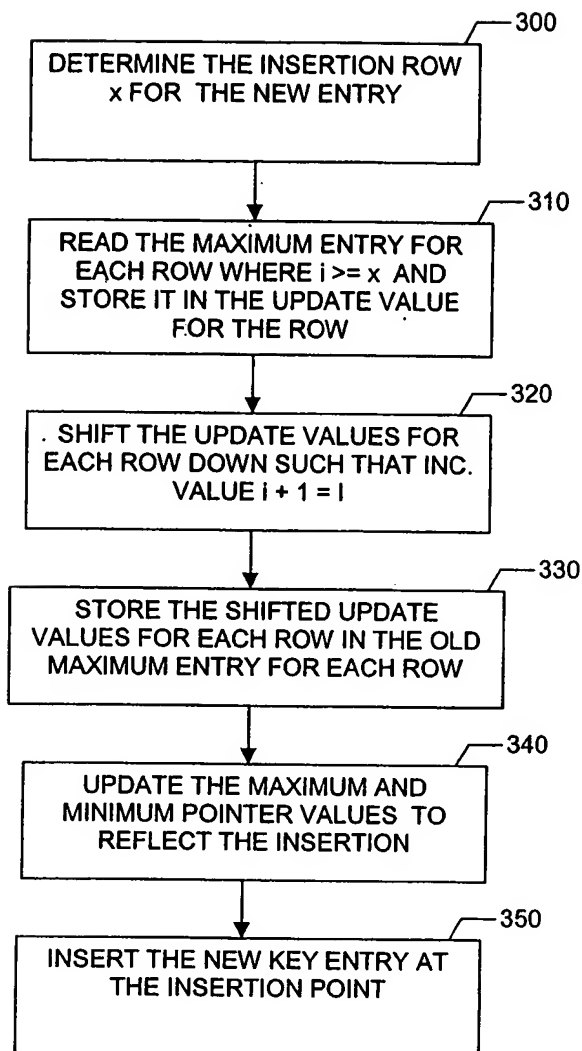 300
DETERMINE THE INSERTION ROW
x FOR THE NEW ENTRY
310
READ THE MAXIMUM ENTRY FOR
EACH ROW WHERE i >= x AND
STORE IT IN THE UPDATE VALUE
FOR THE ROW
320
SHIFT THE UPDATE VALUES FOR
EACH ROW DOWN SUCH THAT INC.
VALUE i + 1 = I
330
STORE THE SHIFTED UPDATE
VALUES FOR EACH ROW IN THE OLD
MAXIMUM ENTRY FOR EACH ROW
340
UPDATE THE MAXIMUM AND
MINIMUM POINTER VALUES TO
REFLECT THE INSERTION
350
INSERT THE NEW KEY ENTRY AT
THE INSERTION POINT